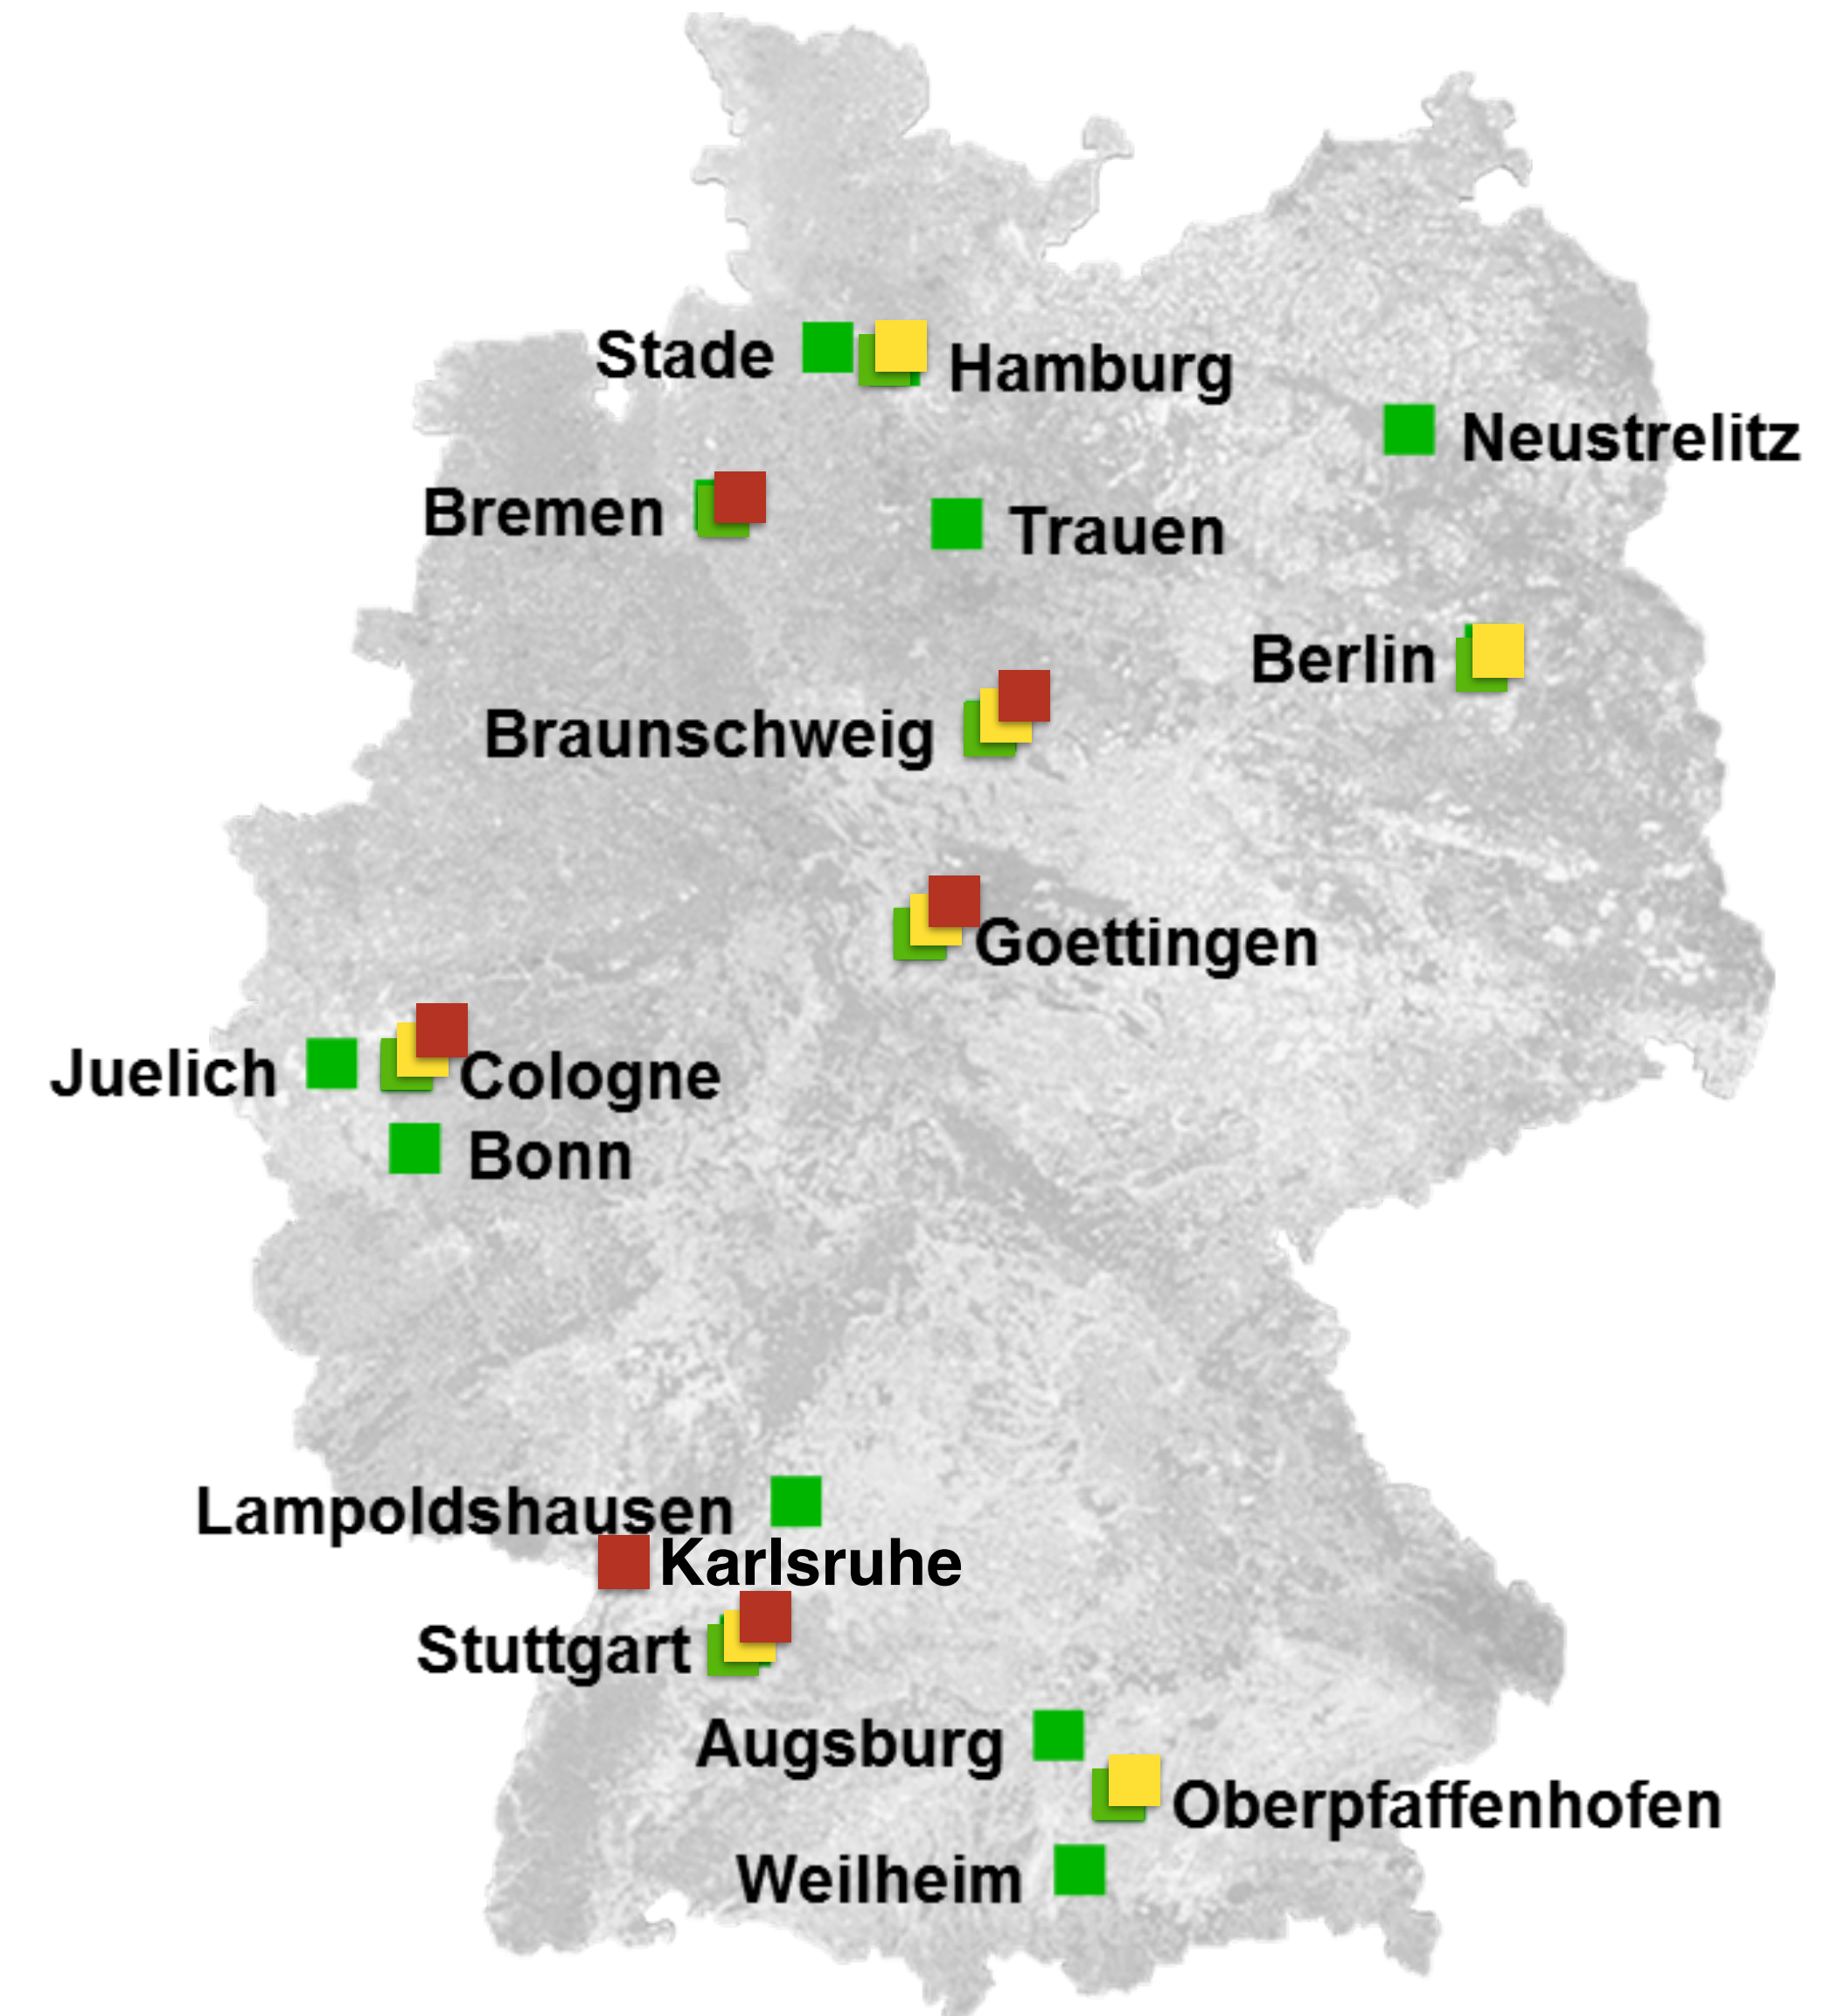 Stade
Hamburg
Neustrelitz
Bremen
Trauen
Berlin
Braunschweig
Goettingen
Juelich
Cologne
Bonn
Lampoldshausen
Karlsruhe
Stuttgart
Augsburg
Oberpfaffenhofen
Weilheim